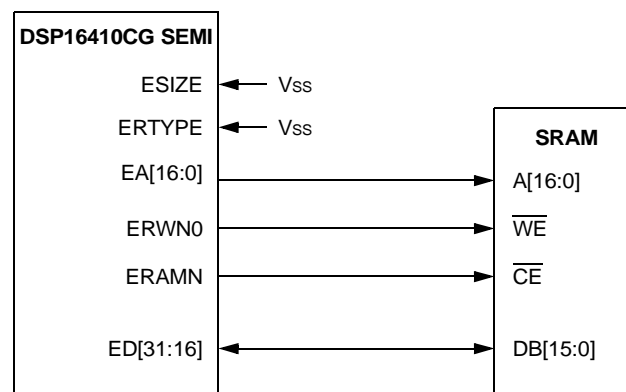 DSP16410CG SEMI
ESIZE VSS
ERTYPE VSS
SRAM
EA[16:0] A[16:0]
ERWN0 WE
ERAMN CE
ED[31:16] DB[15:0]